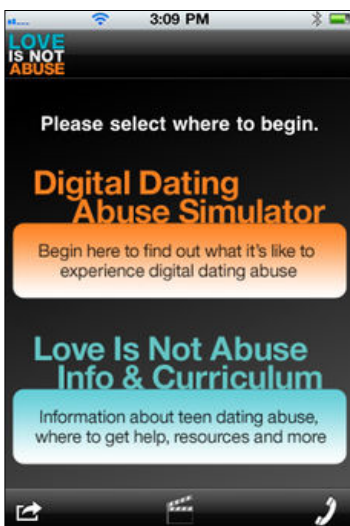 3:09 PM
LOVE
IS NOT
ABUSE
Please select where to begin.
Digital Dating
Abuse Simulator
Begin here to find out what it's like to
experience digital dating abuse
Love Is Not Abuse
Info & Curriculum
Information about teen dating abuse,
where to get help, resources and more